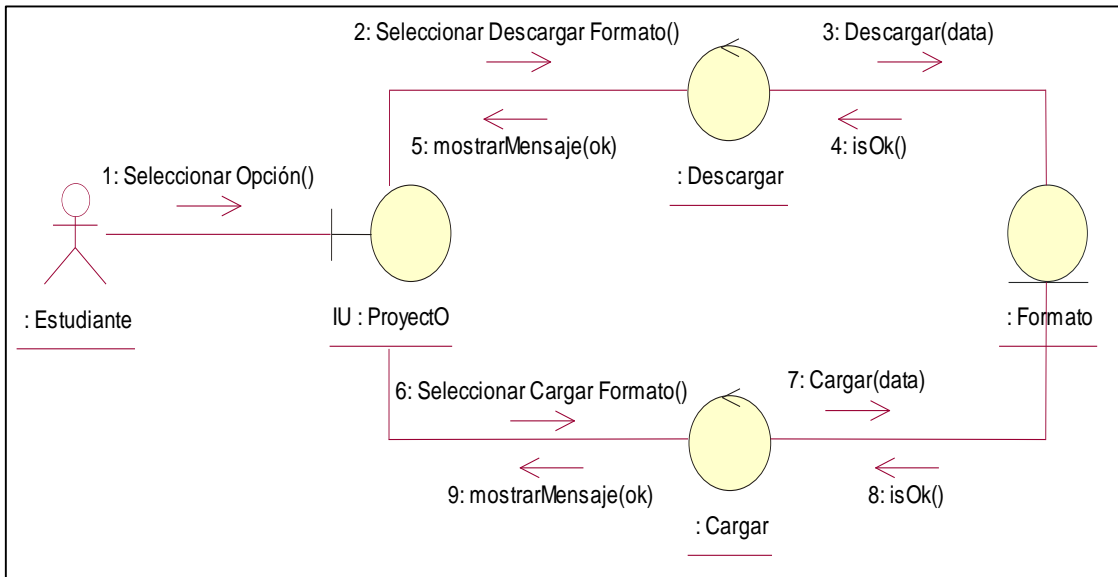 2: Seleccionar Descargar Formato()
3: Descargar(data)
5: mostrarMensaje(ok)
4: isOk()
1: Seleccionar Opción()
: Descargar
: Estudiante
IU : ProyectO
: Formato
6: Seleccionar Cargar Formato()
7: Cargar(data)
9: mostrarMensaje(ok)
8: isOk()
: Cargar